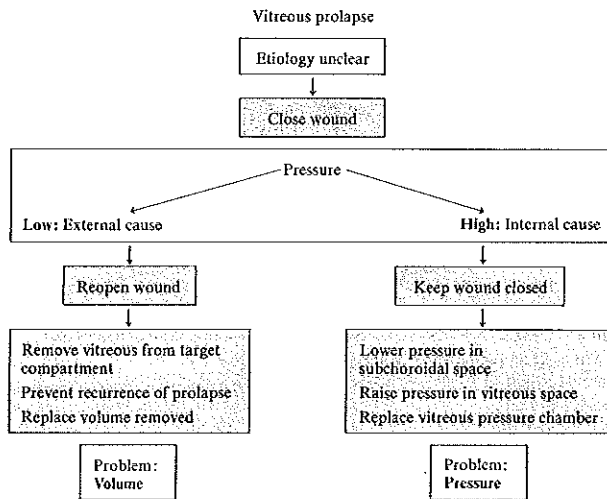 Vitreous prolapse
Etiology unclear
Close wound
Pressure
Low: External cause
High: Internal cause
Reopen wound
Keep wound closed
Remove vitreous from target
compartment
Prevent recurrence of prolapse
Replace volume removed
Lower pressure in
subchoroidal space
Raise pressure in vitreous space
Replace vitreous pressure chamber
Problem:
Volume
Problem:
Pressure